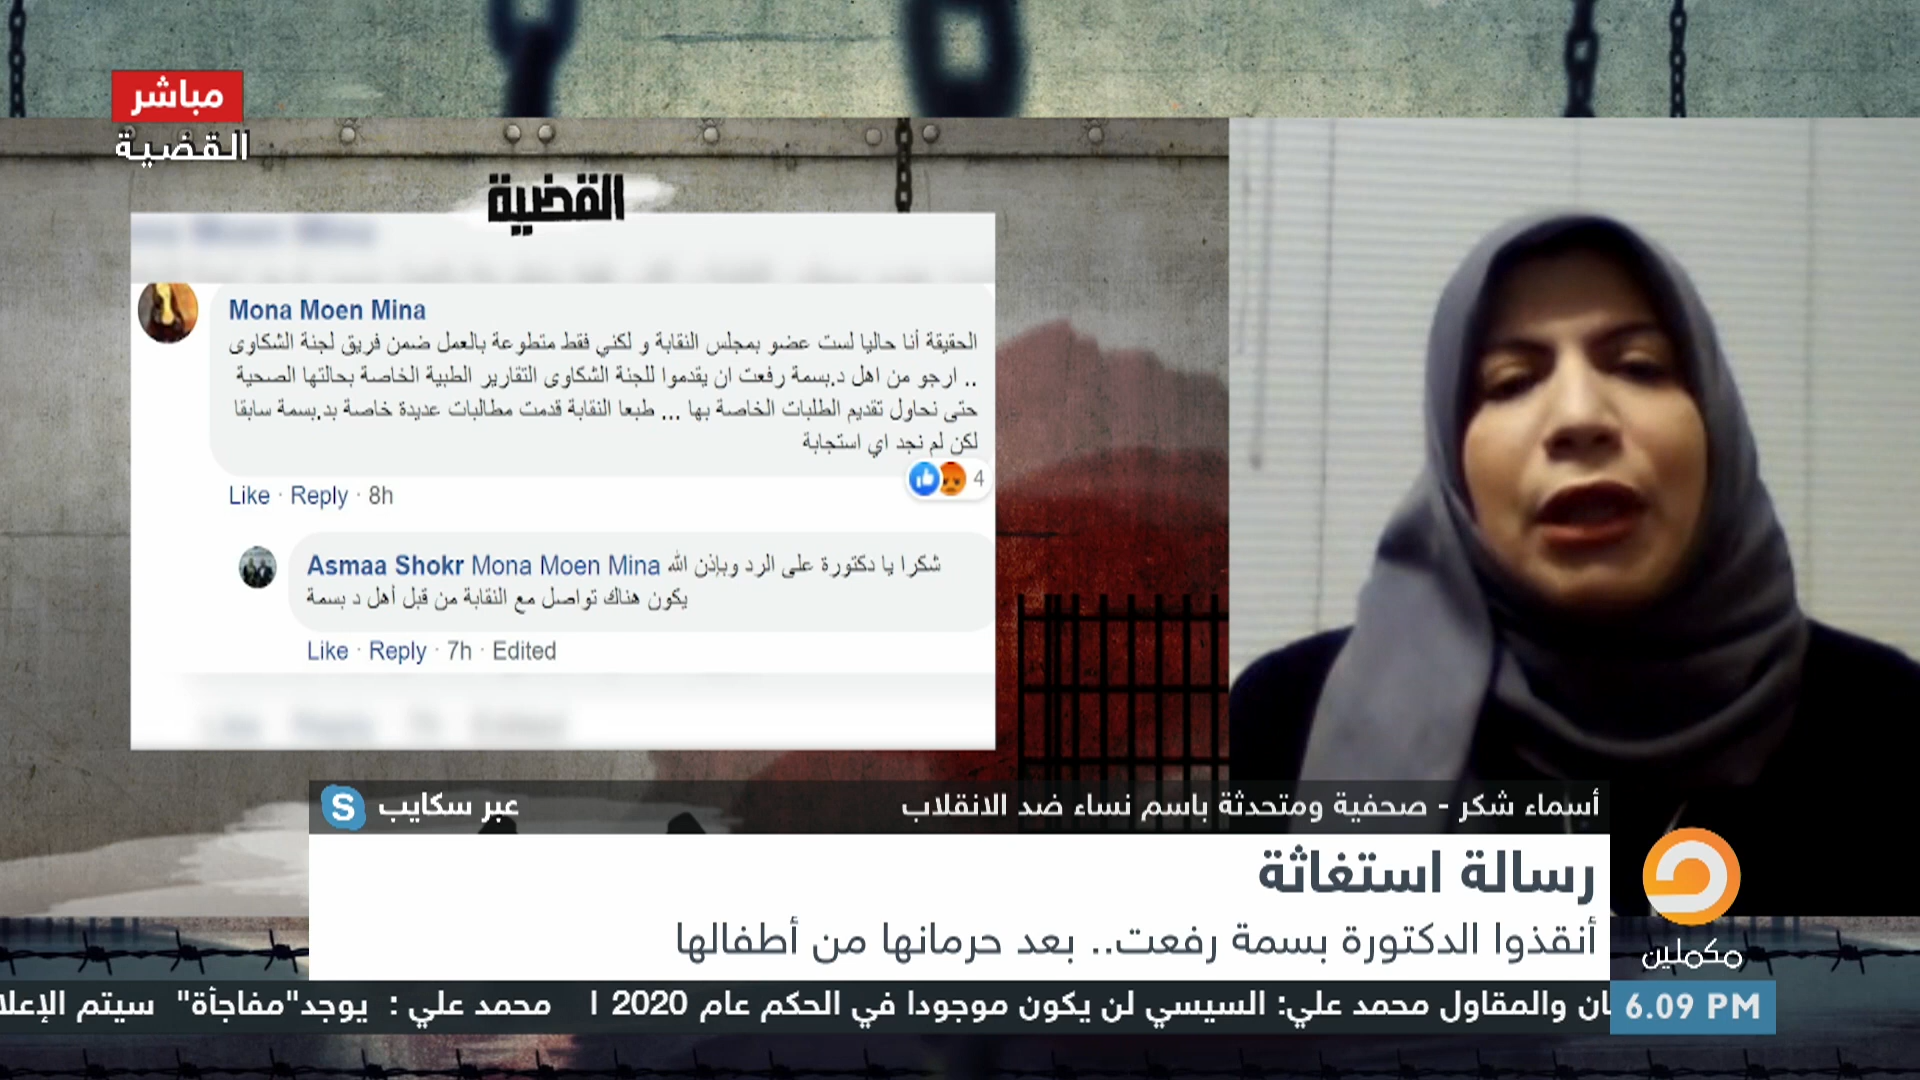 مباشر
القضية
القضية
Mona Moen Mina
الحقيقة أنا حاليا لست عضو بمجلس النقابة و لكني فقط متطوعة بالعمل ضمن فريق لجنة الشكاوى
.. ارجو من اهل د.بسمة رفعت ان يقدموا للجنة الشكاوى التقارير الطبية الخاصة بحالتها الصحية
حتى نحاول تقديم الطلبات الخاصة بها ... طبعا النقابة قدمت مطالبات عديدة خاصة بد.بسمة سابقا
لكن لم نجد اي استجابة
4
Like · Reply · 8h
Asmaa Shokr Mona Moen Mina شكرا يا دكتورة على الرد وبإذن الله
يكون هناك تواصل مع النقابة من قبل أهل د بسمة
Like · Reply · 7h · Edited
أسماء شكر - صحفية ومتحدثة باسم نساء ضد الانقلاب
عبر سكايب
رسالة استغاثة
أنقذوا الدكتورة بسمة رفعت.. بعد حرمانها من أطفالها
مكملين
ان والمقاول محمد علي: السيسي لن يكون موجودا في الحكم عام 2020 | محمد علي : يوجد"مفاجأة" سيتم الإعلا
6.09 PM